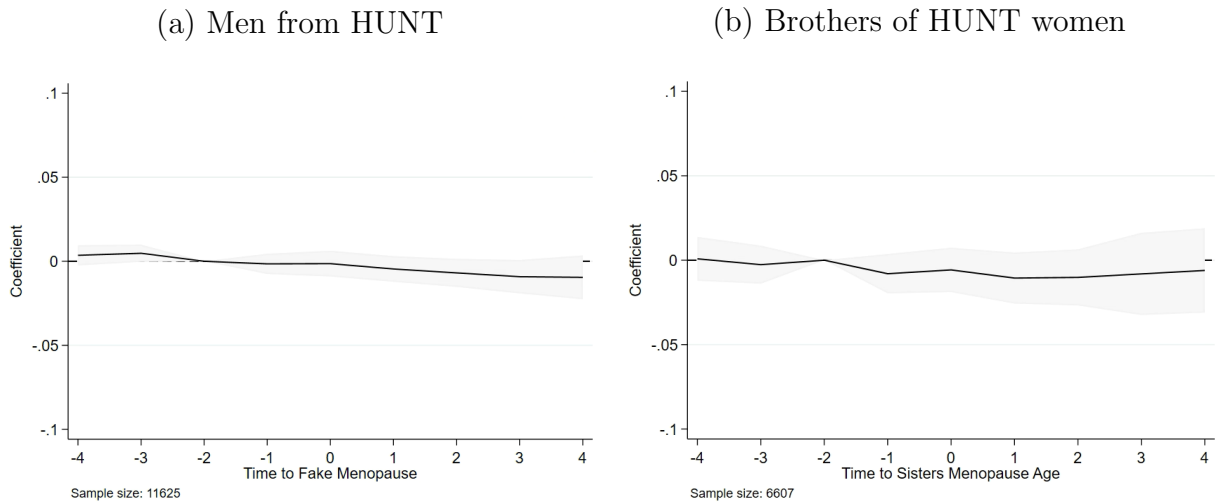 (a) Men from HUNT
.1
.05
0
-.05
-.1
Coefficient
-4 -3 -2 -1 0 1 2 3 4
Time to Fake Menopause
Sample size: 11625
(b) Brothers of HUNT women
.1
.05
0
-.05
-.1
Coefficient
-4 -3 -2 -1 0 1 2 3 4
Time to Sisters Menopause Age
Sample size: 6607